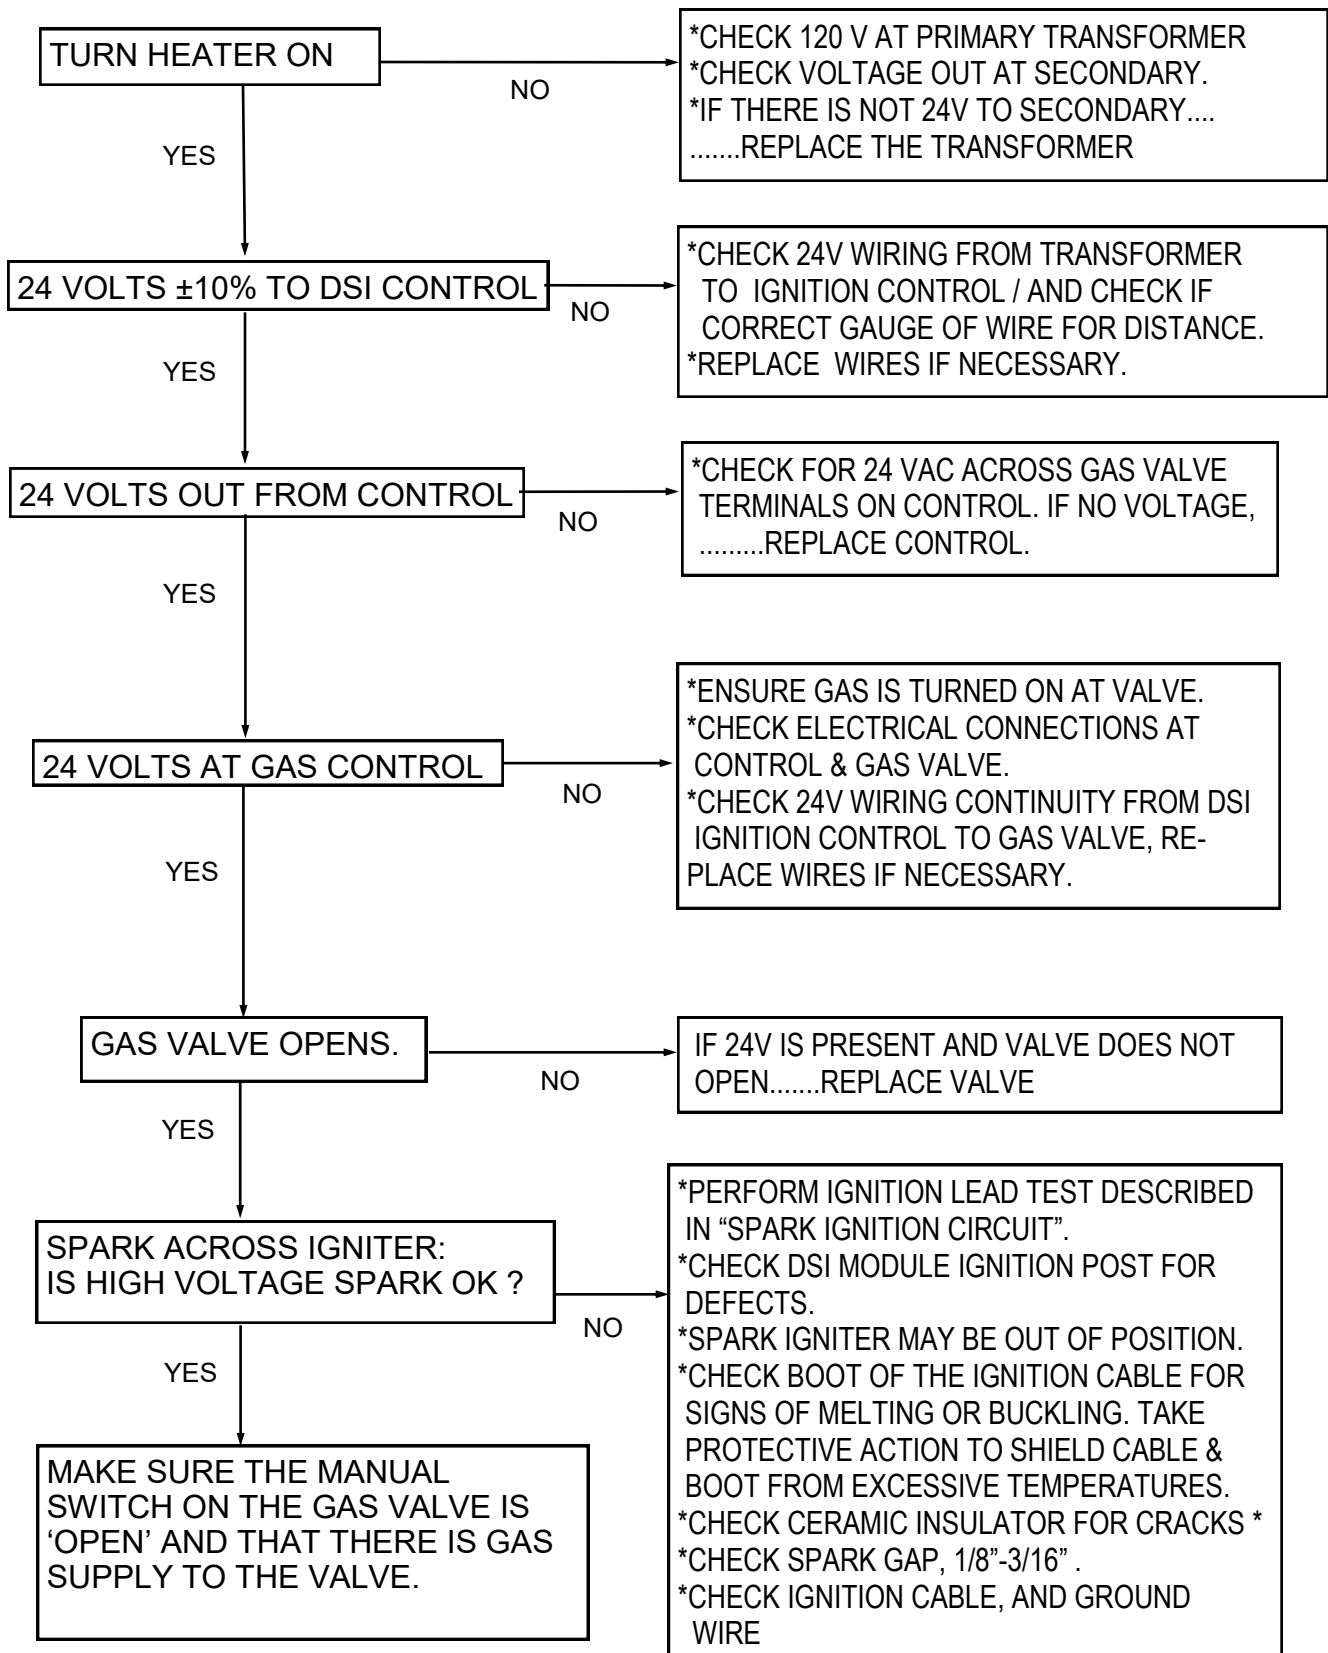 TURN HEATER ON
NO
*CHECK 120 V AT PRIMARY TRANSFORMER
*CHECK VOLTAGE OUT AT SECONDARY.
*IF THERE IS NOT 24V TO SECONDARY....
.......REPLACE THE TRANSFORMER
YES
24 VOLTS ±10% TO DSI CONTROL
NO
*CHECK 24V WIRING FROM TRANSFORMER
TO IGNITION CONTROL / AND CHECK IF
CORRECT GAUGE OF WIRE FOR DISTANCE.
*REPLACE WIRES IF NECESSARY.
YES
24 VOLTS OUT FROM CONTROL
NO
*CHECK FOR 24 VAC ACROSS GAS VALVE
TERMINALS ON CONTROL. IF NO VOLTAGE,
.........REPLACE CONTROL.
YES
24 VOLTS AT GAS CONTROL
NO
*ENSURE GAS IS TURNED ON AT VALVE.
*CHECK ELECTRICAL CONNECTIONS AT
CONTROL & GAS VALVE.
*CHECK 24V WIRING CONTINUITY FROM DSI
IGNITION CONTROL TO GAS VALVE, RE-
PLACE WIRES IF NECESSARY.
YES
GAS VALVE OPENS.
NO
IF 24V IS PRESENT AND VALVE DOES NOT
OPEN.......REPLACE VALVE
YES
SPARK ACROSS IGNITER:
IS HIGH VOLTAGE SPARK OK ?
NO
*PERFORM IGNITION LEAD TEST DESCRIBED
IN “SPARK IGNITION CIRCUIT”.
*CHECK DSI MODULE IGNITION POST FOR
DEFECTS.
*SPARK IGNITER MAY BE OUT OF POSITION.
*CHECK BOOT OF THE IGNITION CABLE FOR
SIGNS OF MELTING OR BUCKLING. TAKE
PROTECTIVE ACTION TO SHIELD CABLE &
BOOT FROM EXCESSIVE TEMPERATURES.
*CHECK CERAMIC INSULATOR FOR CRACKS *
*CHECK SPARK GAP, 1/8”-3/16” .
*CHECK IGNITION CABLE, AND GROUND
WIRE
YES
MAKE SURE THE MANUAL
SWITCH ON THE GAS VALVE IS
‘OPEN’ AND THAT THERE IS GAS
SUPPLY TO THE VALVE.